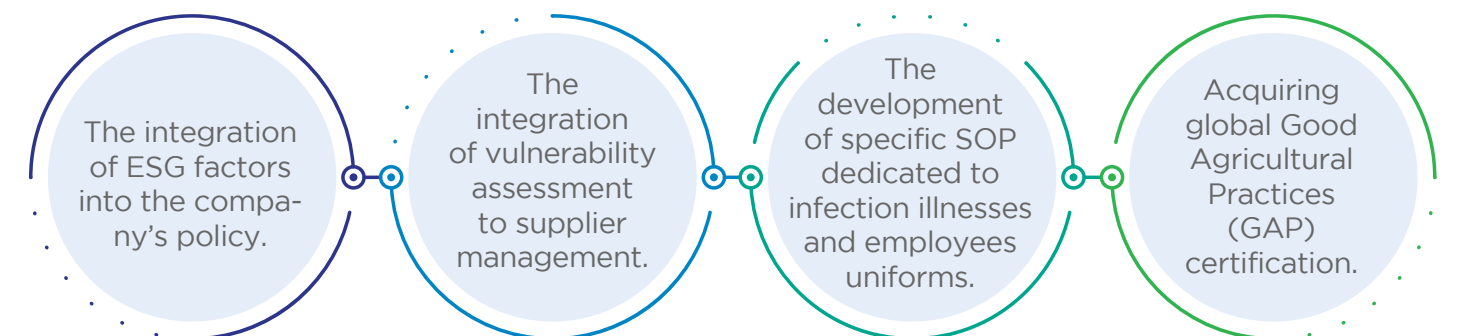 The integration
of ESG factors
into the compa-
ny's policy.
The
integration
of vulnerability
assessment
to supplier
management.
The
development
of specific SOP
dedicated to
infection illnesses
and employees
uniforms.
Acquiring
global Good
Agricultural
Practices
(GAP)
certification.